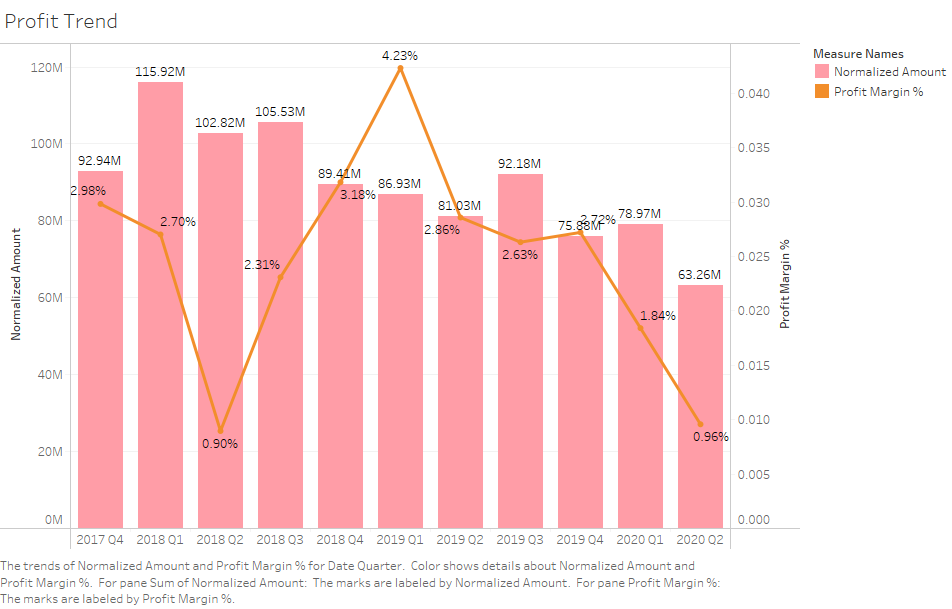 Profit Trend
Measure Names
Normalized Amount
Profit Margin %
120M
100M
80M
60M
40M
20M
0M
Normalized Amount
92.94M
115.92M
102.82M
105.53M
89.41M
86.93M
81.03M
92.18M
75.88M
78.97M
63.26M
2.98%
2.70%
0.90%
2.31%
3.18%
4.23%
2.86%
2.63%
2.72%
1.84%
0.96%
0.040
0.035
0.030
0.025
0.020
0.015
0.010
0.005
0.000
Profit Margin %
2017 Q4 2018 Q1 2018 Q2 2018 Q3 2018 Q4 2019 Q1 2019 Q2 2019 Q3 2019 Q4 2020 Q1 2020 Q2
The trends of Normalized Amount and Profit Margin % for Date Quarter. Color shows details about Normalized Amount and
Profit Margin %. For pane Sum of Normalized Amount: The marks are labeled by Normalized Amount. For pane Profit Margin %:
The marks are labeled by Profit Margin %.